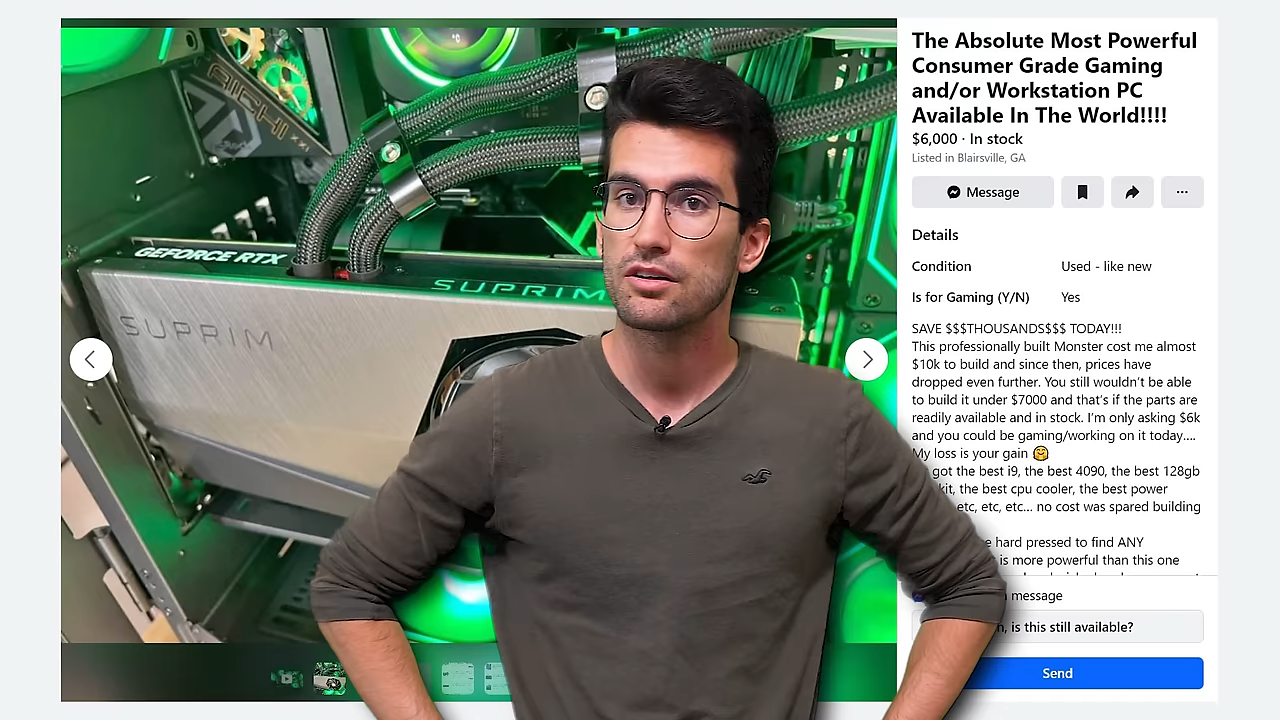 The Absolute Most Powerful
Consumer Grade Gaming
and/or Workstation PC
Available In The World!!!!
$6,000 · In stock
Listed in Blairsville, GA
Message
Details
Condition Used - like new
Is for Gaming (Y/N) Yes
SAVE $$$THOUSANDS$$$ TODAY!!!
This professionally built Monster cost me almost
$10k to build and since then, prices have
dropped even further. You still wouldn't be able
to build it under $7000 and that's if the parts are
readily available and in stock. I'm only asking $6k
and you could be gaming/working on it today....
My loss is your gain 🤗
got the best i9, the best 4090, the best 128gb
kit, the best cpu cooler, the best power
etc, etc, etc... no cost was spared building
hard pressed to find ANY
is more powerful than this one
message
is this still available?
Send
GEFORCE RTX
SUPRIM
SUPRIM